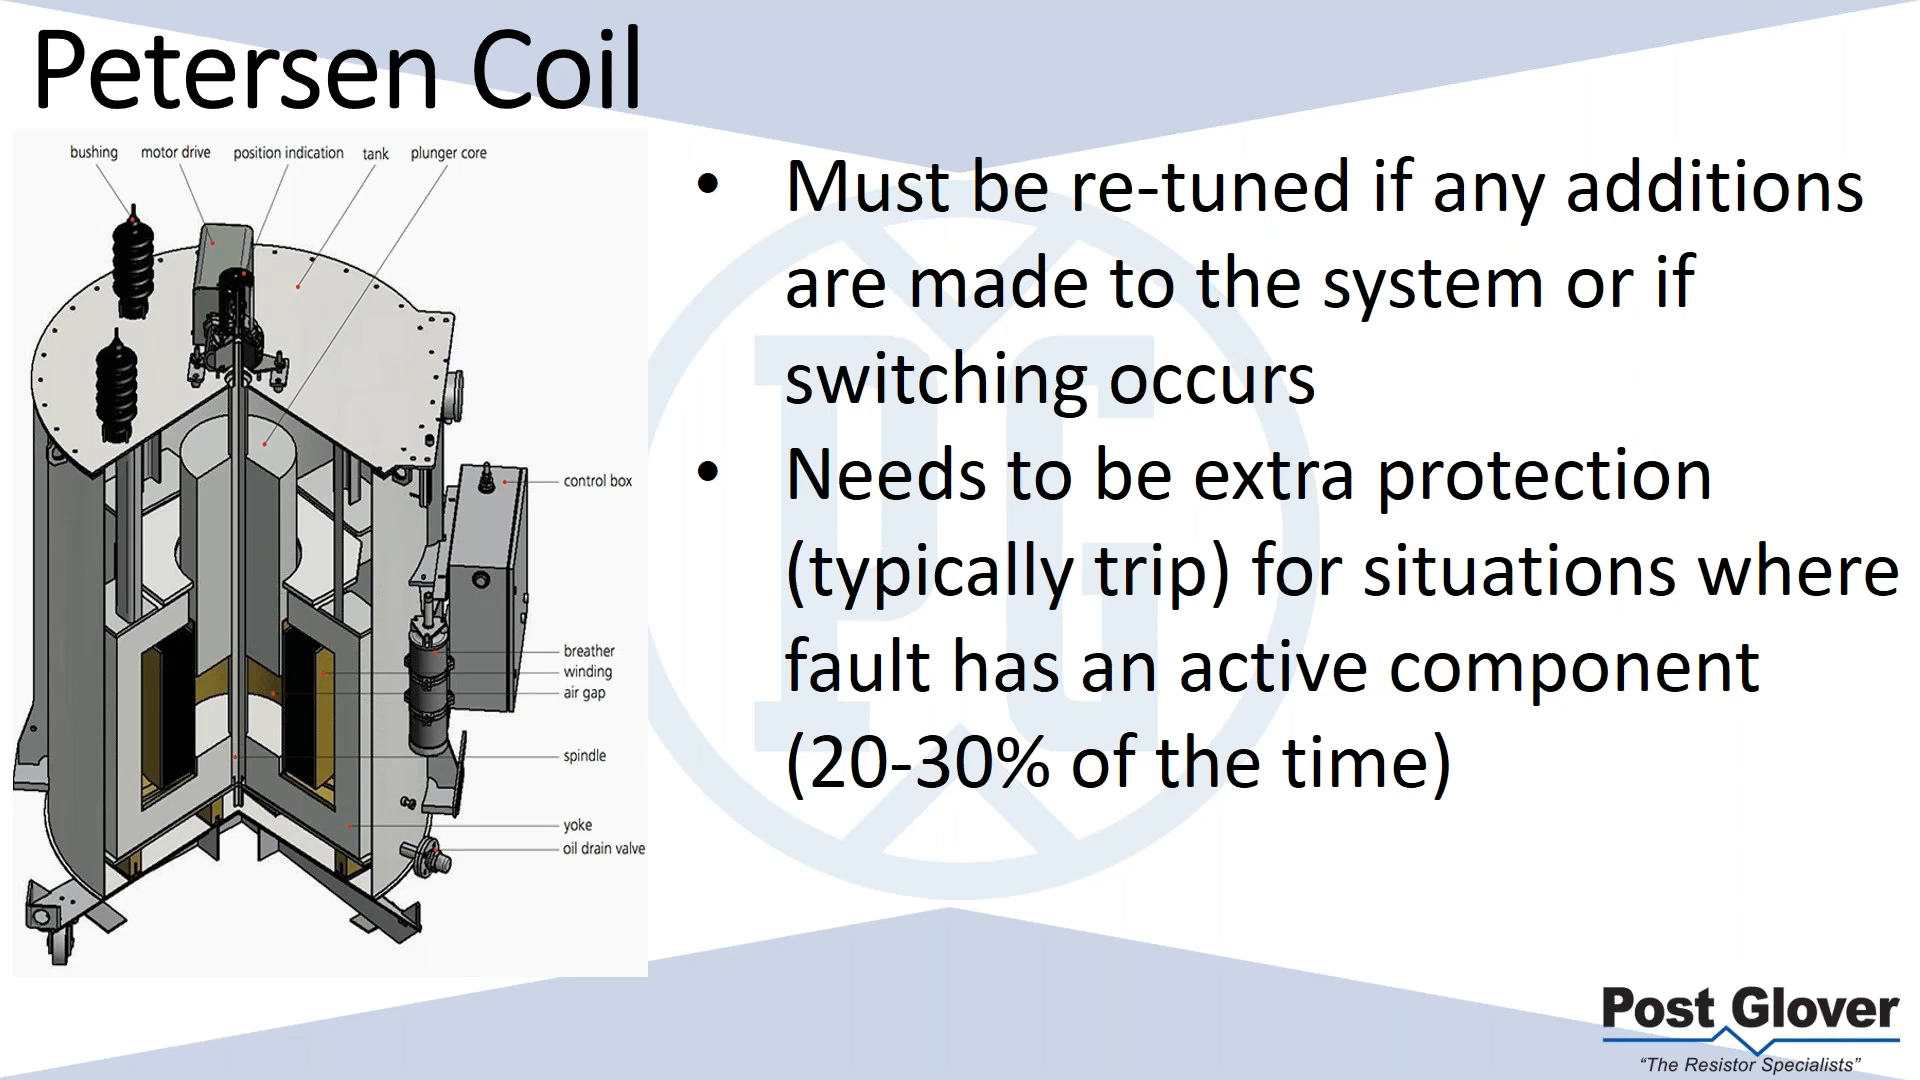 Petersen Coil
bushing motor drive position indication tank plunger core
control box
breather
winding
air gap
spindle
yoke
oil drain valve
• Must be re-tuned if any additions
are made to the system or if
switching occurs
• Needs to be extra protection
(typically trip) for situations where
fault has an active component
(20-30% of the time)
PG
Post Glover
“The Resistor Specialists”